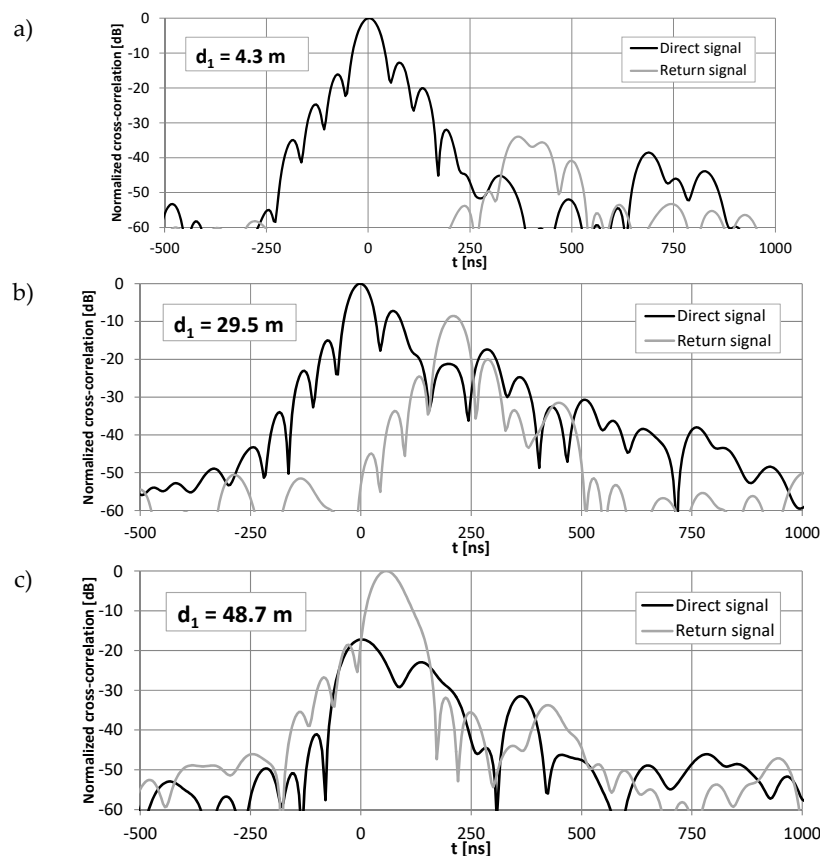 a)
Normalized cross-correlation [dB]
0
-10
-20
-30
-40
-50
-60
d₁ = 4.3 m
Direct signal
Return signal
-500 -250 0 250 500 750 1000
t [ns]
b)
Normalized cross-correlation [dB]
0
-10
-20
-30
-40
-50
-60
d₁ = 29.5 m
Direct signal
Return signal
-500 -250 0 250 500 750 1000
t [ns]
c)
Normalized cross-correlation [dB]
0
-10
-20
-30
-40
-50
-60
d₁ = 48.7 m
Direct signal
Return signal
-500 -250 0 250 500 750 1000
t [ns]